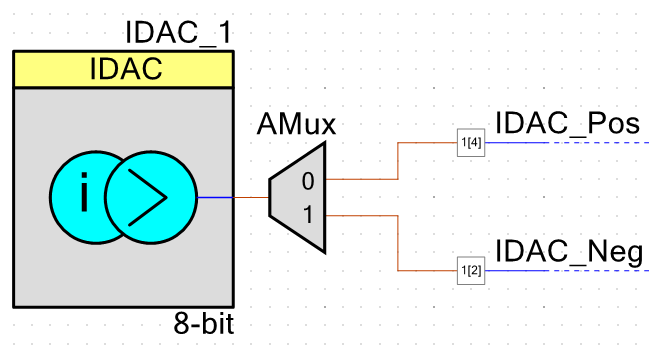 IDAC_1
IDAC
i
8-bit
AMux
0
1
1[4]
IDAC_Pos
1[2]
IDAC_Neg